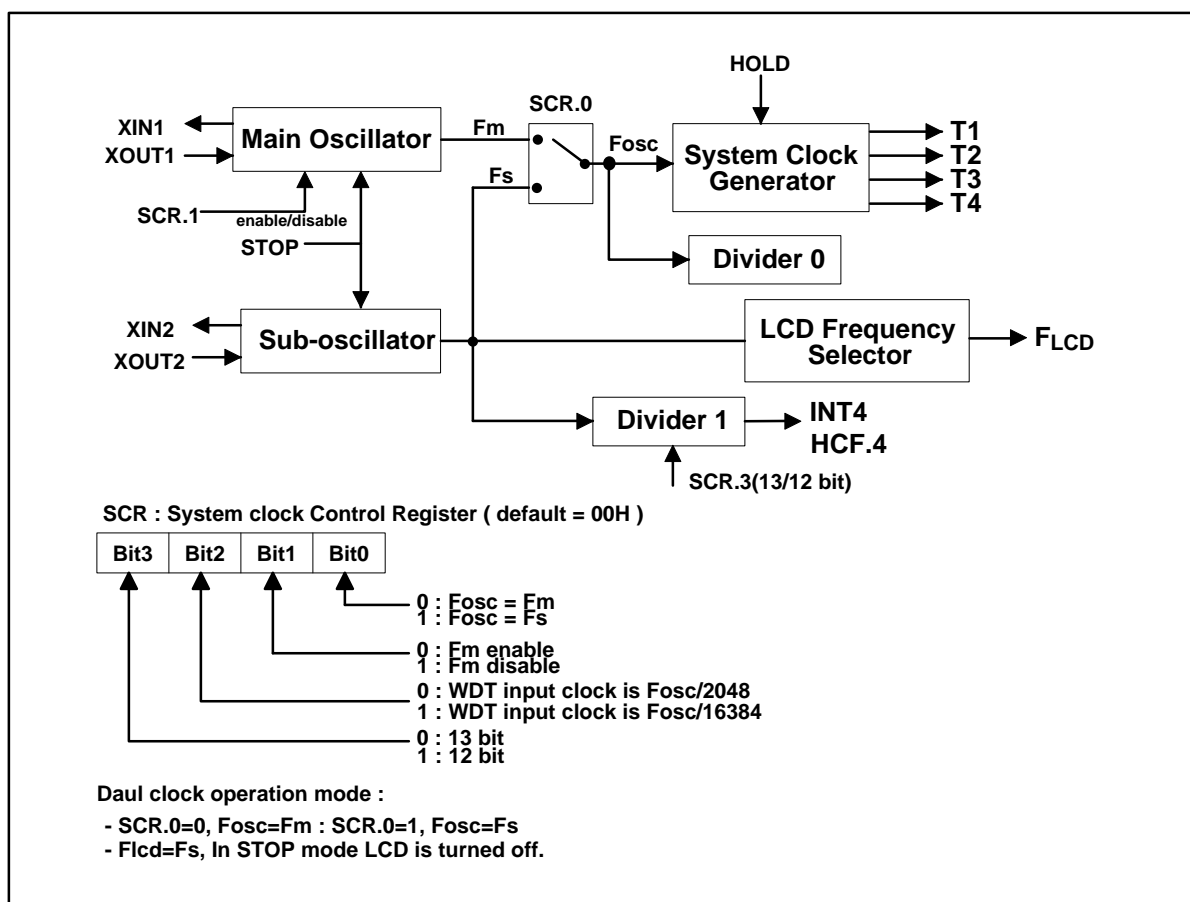 HOLD
SCR.0
XIN1
XOUT1
Main Oscillator
Fm
Fs
Fosc
System Clock
Generator
T1
T2
T3
T4
SCR.1
enable/disable
STOP
Divider 0
XIN2
XOUT2
Sub-oscillator
LCD Frequency
Selector
FLCD
Divider 1
INT4
HCF.4
SCR.3(13/12 bit)
SCR : System clock Control Register ( default = 00H )
Bit3 Bit2 Bit1 Bit0
0 : Fosc = Fm
1 : Fosc = Fs
0 : Fm enable
1 : Fm disable
0 : WDT input clock is Fosc/2048
1 : WDT input clock is Fosc/16384
0 : 13 bit
1 : 12 bit
Daul clock operation mode :
- SCR.0=0, Fosc=Fm : SCR.0=1, Fosc=Fs
- Flcd=Fs, In STOP mode LCD is turned off.